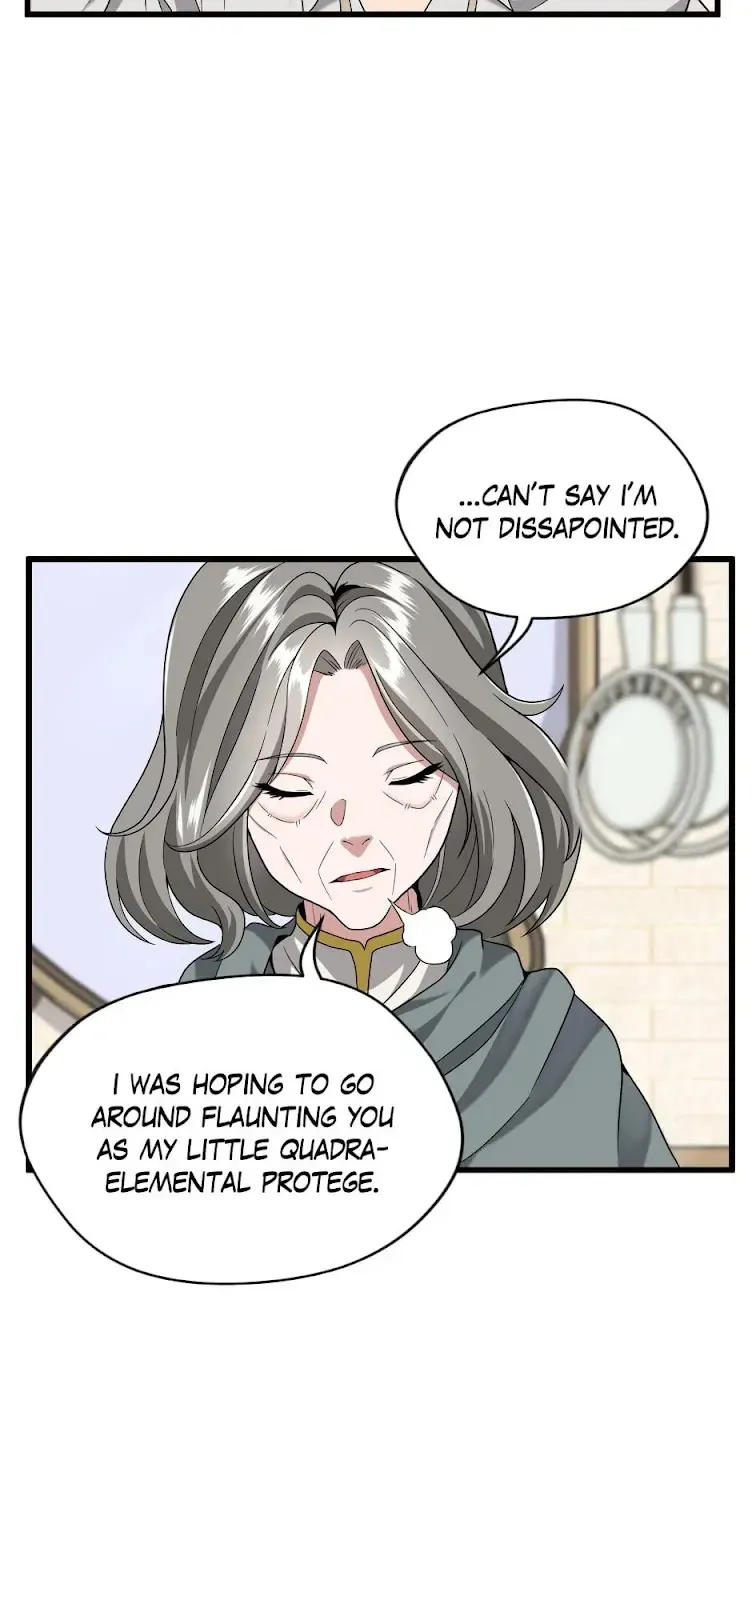 ...CAN'T SAY I'M
NOT DISSAPOINTED.
I WAS HOPING TO GO
AROUND FLAUNTING YOU
AS MY LITTLE QUADRA-
ELEMENTAL PROTEGE.